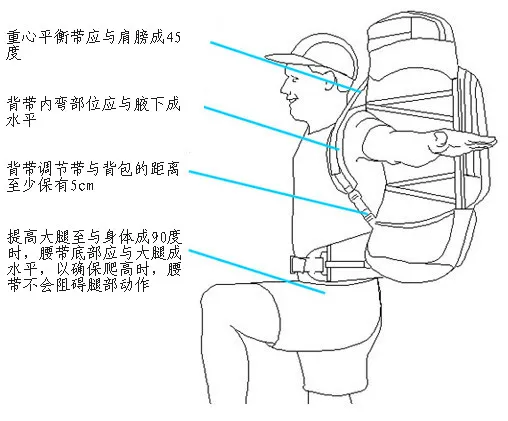 重心平衡带应与肩膀成45
度
背带内弯部位应与腋下成
水平
背带调节带与背包的距离
至少保有5cm
提高大腿至与身体成90度
时，腰带底部应与大腿成
水平，以确保爬高时，腰
带不会阻碍腿部动作